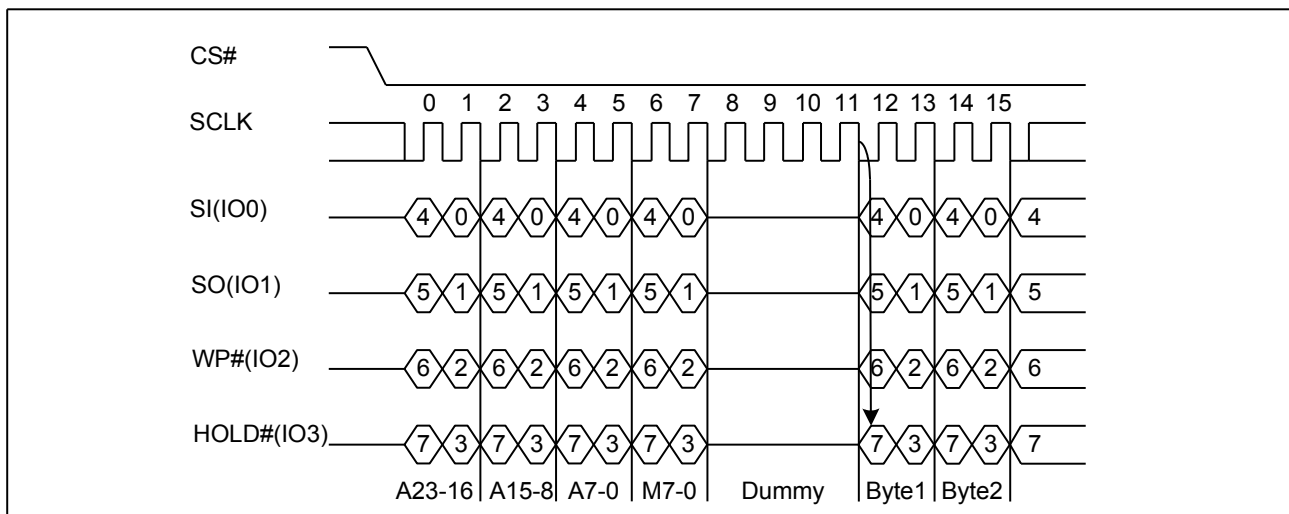 CS#
0 1 2 3 4 5 6 7 8 9 10 11 12 13 14 15
SCLK
SI(IO0) 4 0 4 0 4 0 4 0 4 0 4 0 4
SO(IO1) 5 1 5 1 5 1 5 1 5 1 5 1 5
WP#(IO2) 6 2 6 2 6 2 6 2 6 2 6 2 6
HOLD#(IO3) 7 3 7 3 7 3 7 3 7 3 7 3 7
A23-16 A15-8 A7-0 M7-0 Dummy Byte1 Byte2